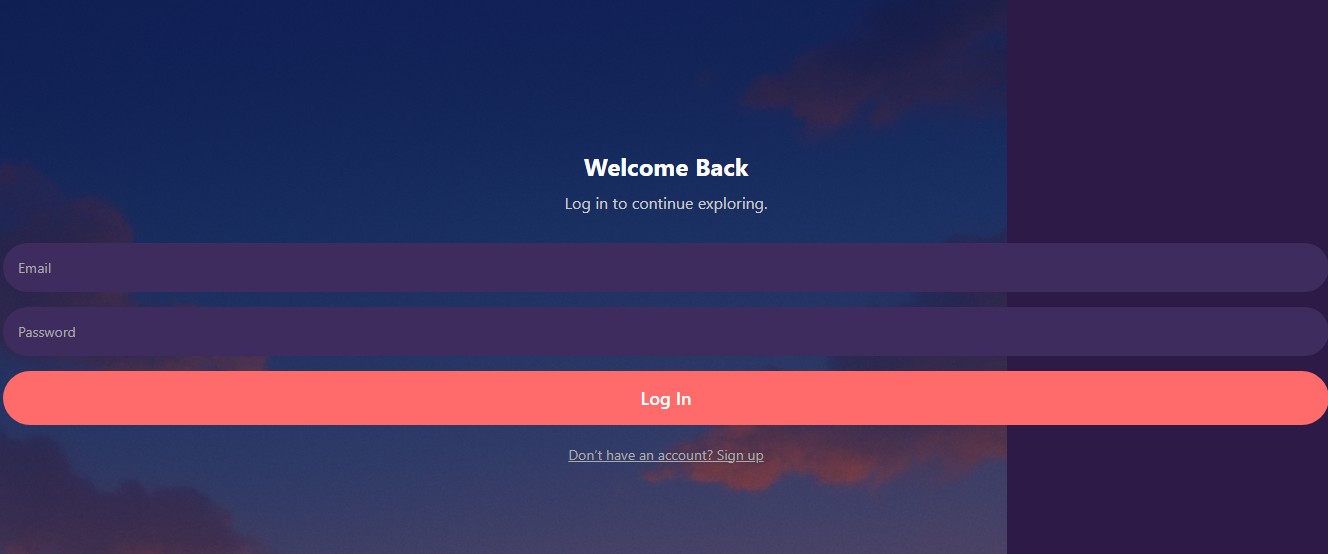 Welcome Back
Log in to continue exploring.
Email
Password
Log In
Don't have an account? Sign up